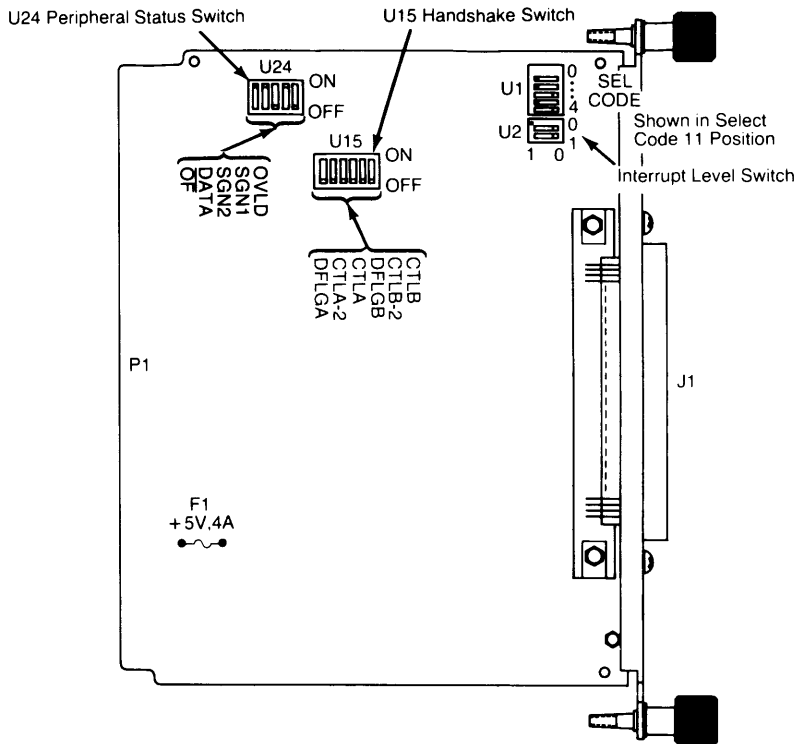 U24 Peripheral Status Switch
U15 Handshake Switch
U24
ON
OFF
U15
ON
OFF
OVLD
SGN1
SGN2
DATA
OF
CTLB
CTLB-2
DFLGB
CTLA
CTLA-2
DFLGA
U1
0
4
SEL
CODE
U2
0
1
1 0
Shown in Select
Code 11 Position
Interrupt Level Switch
P1
J1
F1
+5V,4A